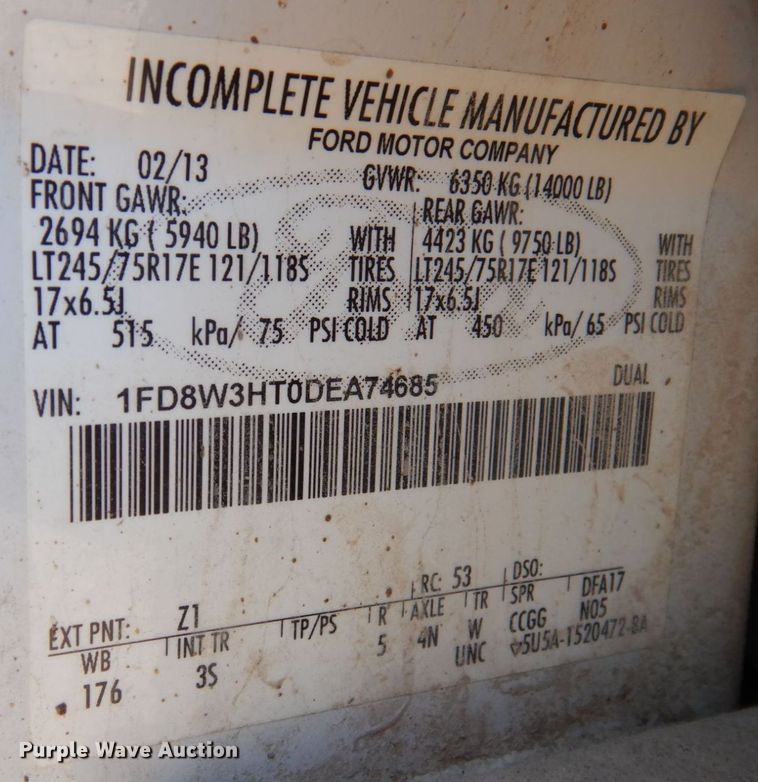 INCOMPLETE VEHICLE MANUFACTURED BY
FORD MOTOR COMPANY
DATE: 02/13 GVWR: 6350 KG (14000 LB)
FRONT GAWR: REAR GAWR:
2694 KG ( 5940 LB) WITH 4423 KG ( 9750 LB) WITH
LT245/75R17E 121/118S TIRES LT245/75R17E 121/118S TIRES
17x6.5J RIMS 17x6.5J RIMS
AT 515 kPa/ 75 PSI COLD AT 450 kPa/ 65 PSI COLD
VIN: 1FD8W3HT0DEA74685 DUAL
EXT PNT: Z1 RC: 53 DSO:
WB INT TR TP/PS R AXLE TR SPR DFA17
176 3S 5 4N W CCGG N05
UNC 5U5A-1520472-BA
Purple Wave Auction